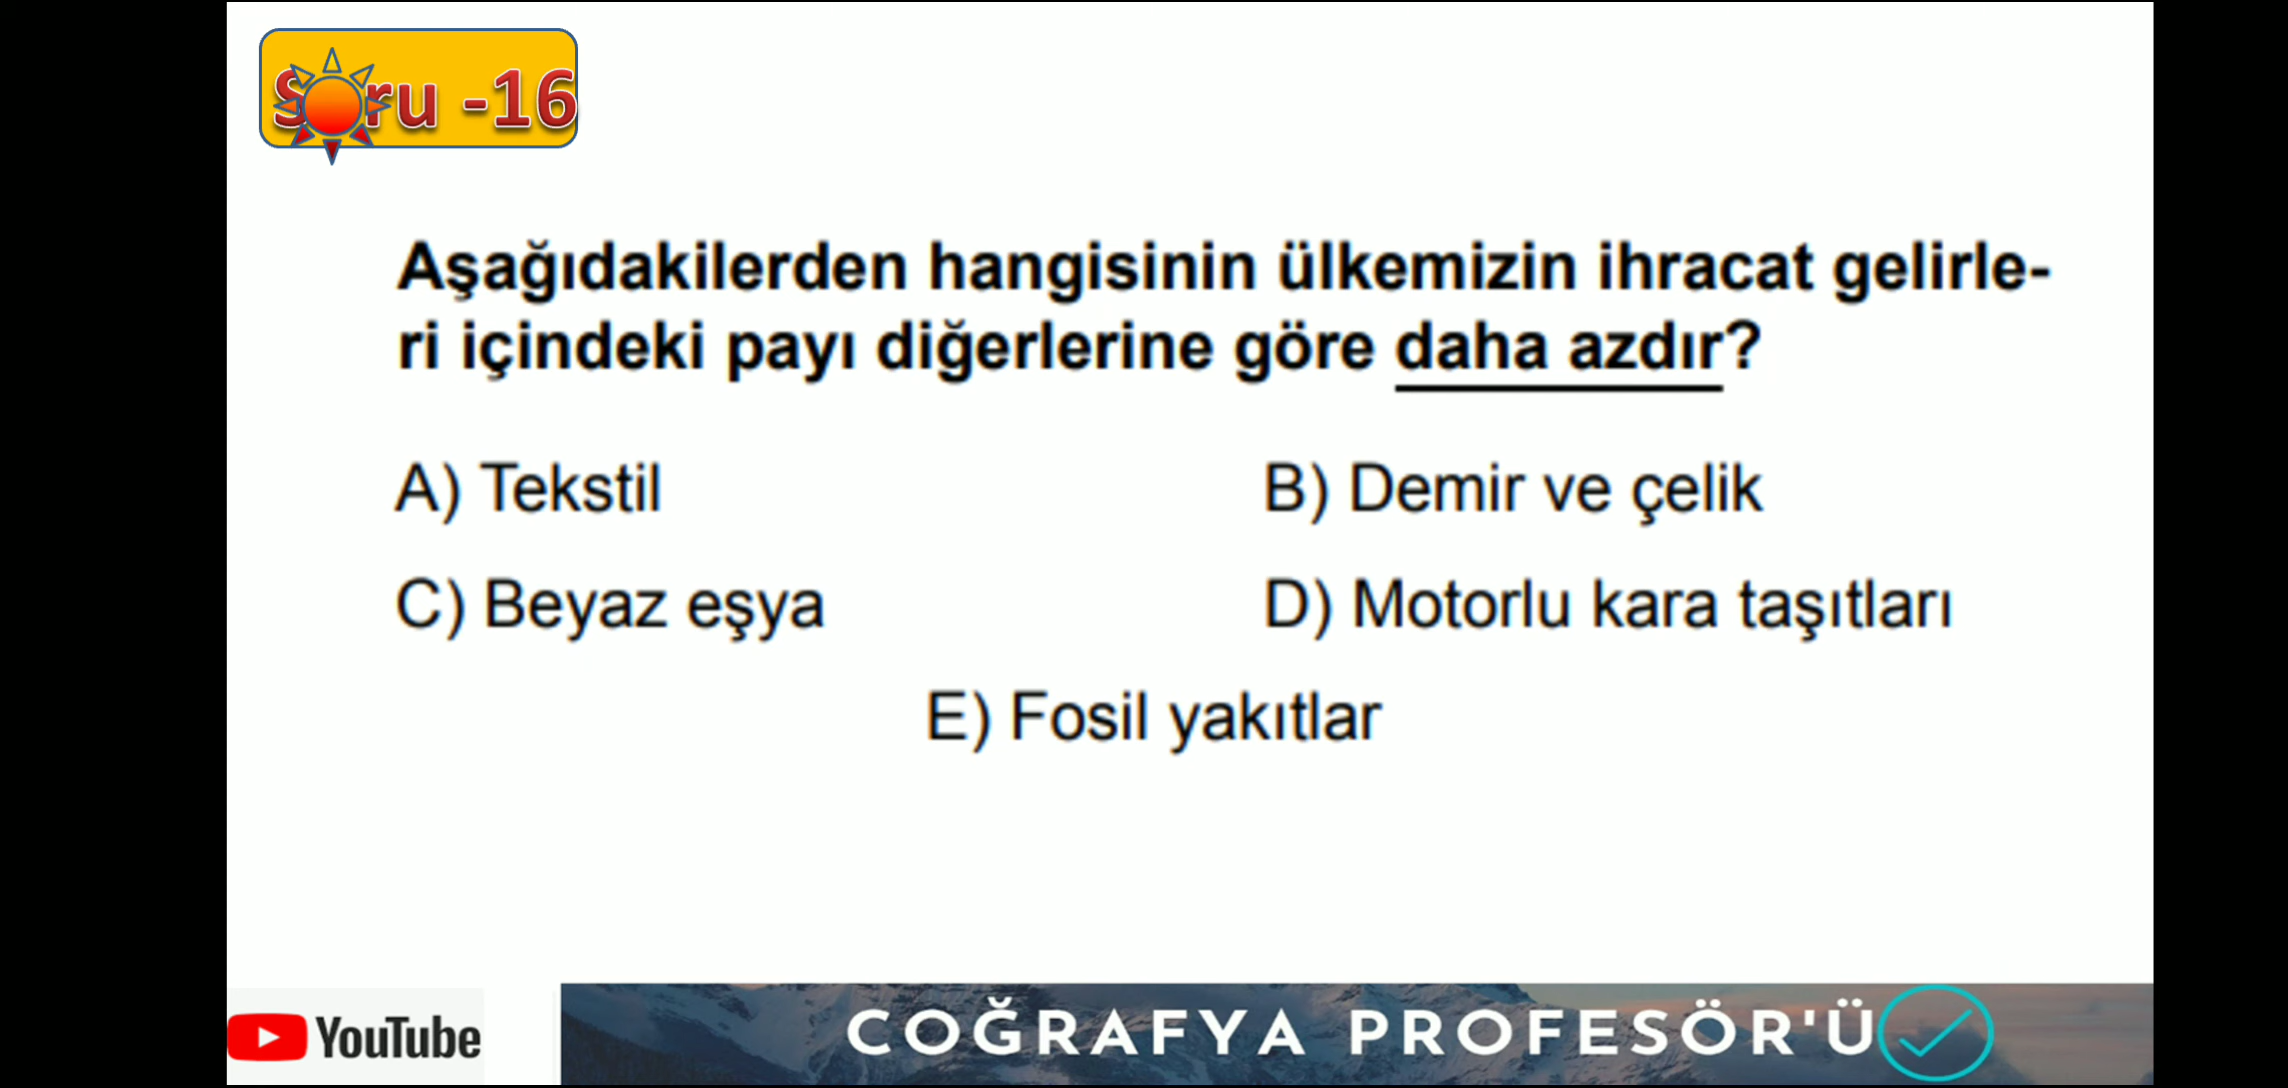 Soru -16
Aşağıdakilerden hangisinin ülkemizin ihracat gelirle-
ri içindeki payı diğerlerine göre daha azdır?
A) Tekstil
B) Demir ve çelik
C) Beyaz eşya
D) Motorlu kara taşıtları
E) Fosil yakıtlar
YouTube
COĞRAFYA PROFESÖR'Ü